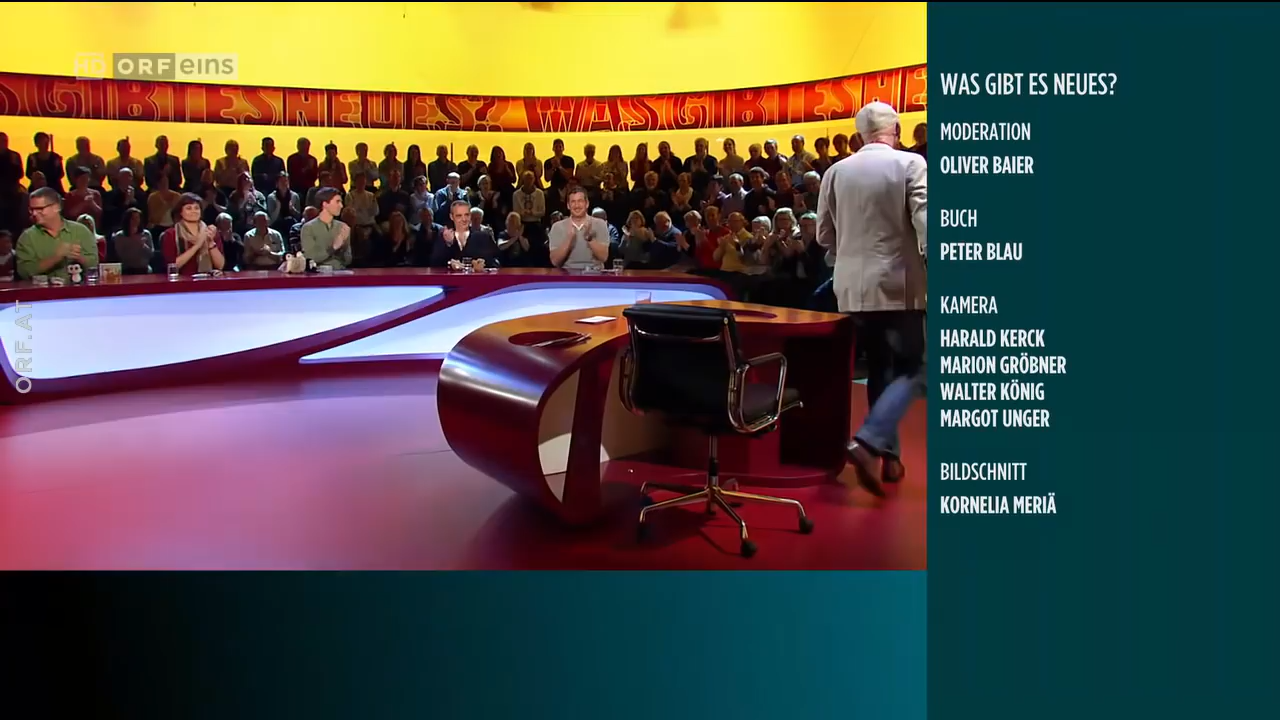 HD ORF eins
SGIBTESNEUES? WASGIBTESNE
ORF.AT
WAS GIBT ES NEUES?
MODERATION
OLIVER BAIER
BUCH
PETER BLAU
KAMERA
HARALD KERCK
MARION GRÖBNER
WALTER KÖNIG
MARGOT UNGER
BILDSCHNITT
KORNELIA MERIÄ